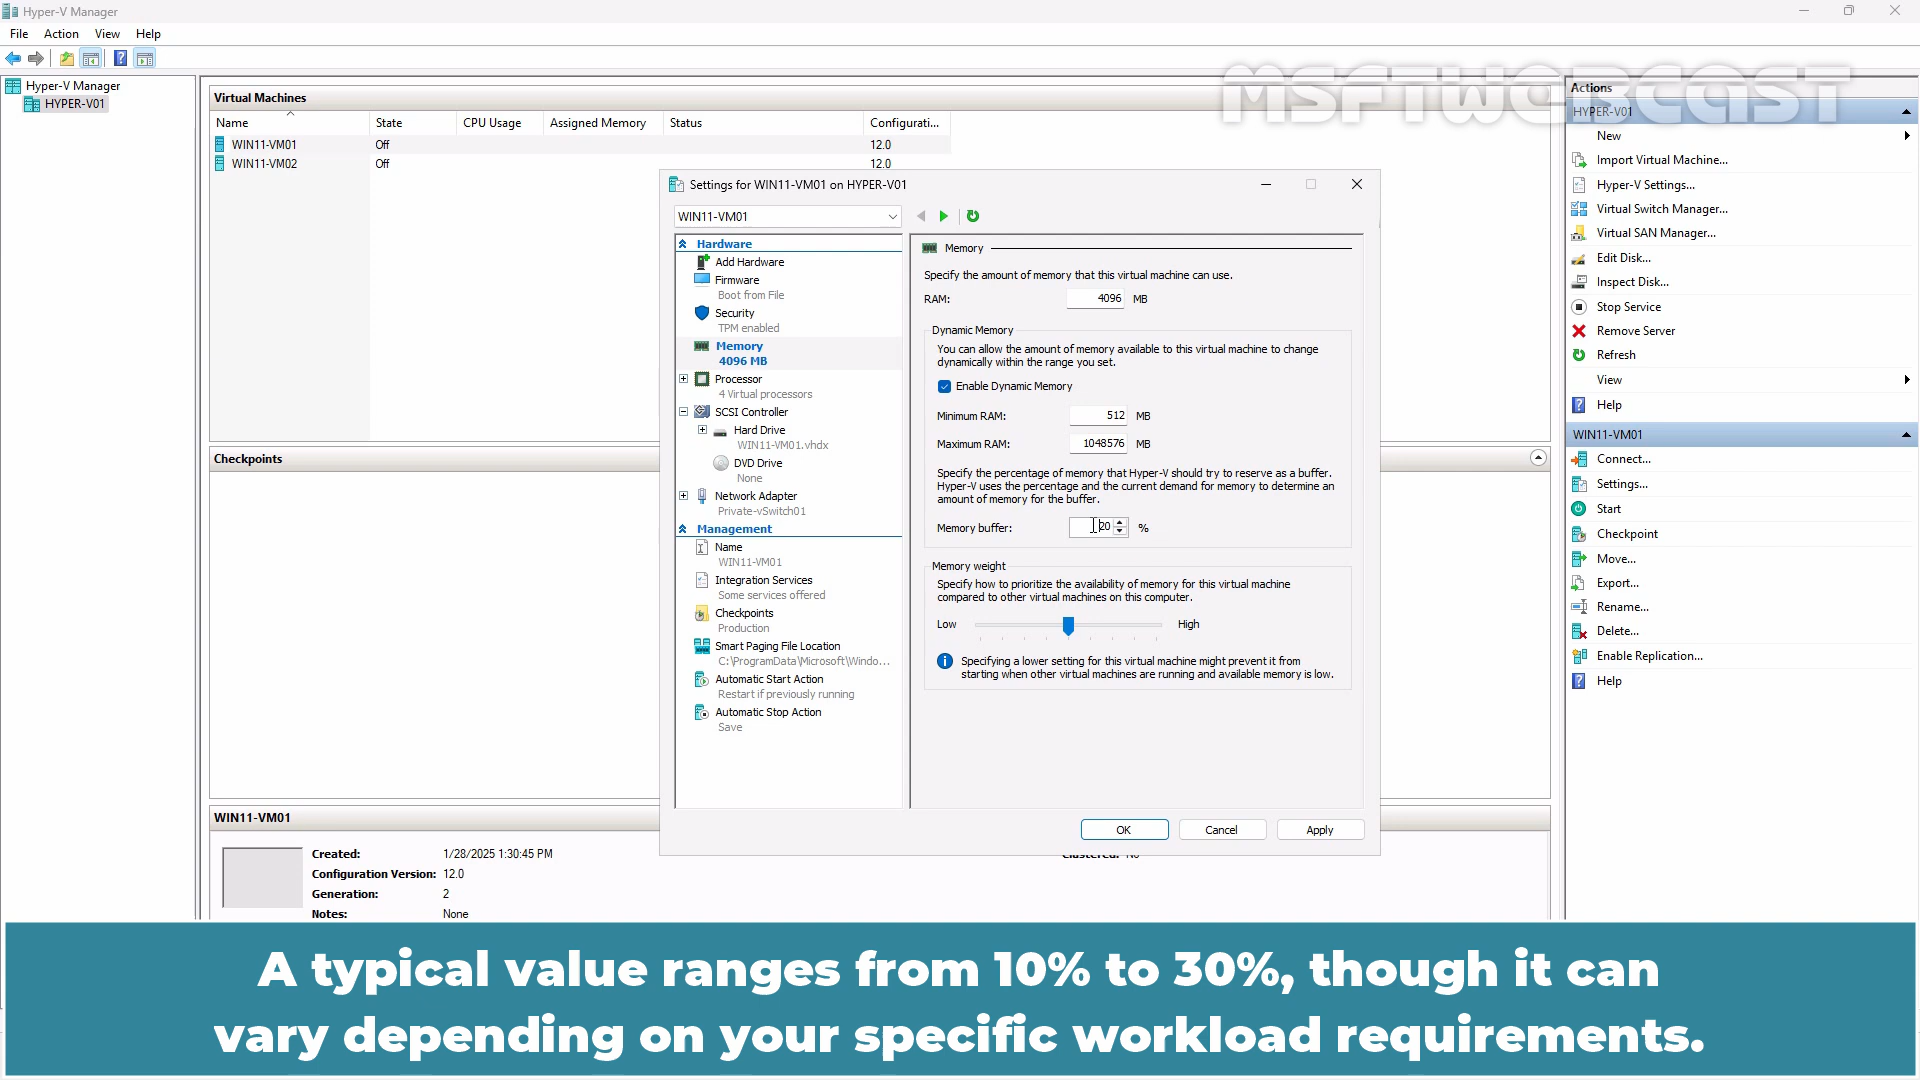 Hyper-V Manager
File Action View Help
Hyper-V Manager
HYPER-V01
Virtual Machines
Name State CPU Usage Assigned Memory Status Configurati...
WIN11-VM01 Off 12.0
WIN11-VM02 Off 12.0
Checkpoints
WIN11-VM01
Created: 1/28/2025 1:30:45 PM
Clustered: No
Configuration Version: 12.0
Generation: 2
Notes: None
Settings for WIN11-VM01 on HYPER-V01
WIN11-VM01
Hardware
Add Hardware
Firmware
Boot from File
Security
TPM enabled
Memory
4096 MB
Processor
4 Virtual processors
SCSI Controller
Hard Drive
WIN11-VM01.vhdx
DVD Drive
None
Network Adapter
Private-vSwitch01
Management
Name
WIN11-VM01
Integration Services
Some services offered
Checkpoints
Production
Smart Paging File Location
C:\ProgramData\Microsoft\Windo...
Automatic Start Action
Restart if previously running
Automatic Stop Action
Save
Memory
Specify the amount of memory that this virtual machine can use.
RAM: 4096 MB
Dynamic Memory
You can allow the amount of memory available to this virtual machine to change
dynamically within the range you set.
Enable Dynamic Memory
Minimum RAM: 512 MB
Maximum RAM: 1048576 MB
Specify the percentage of memory that Hyper-V should try to reserve as a buffer.
Hyper-V uses the percentage and the current demand for memory to determine an
amount of memory for the buffer.
Memory buffer: 20 %
Memory weight
Specify how to prioritize the availability of memory for this virtual machine
compared to other virtual machines on this computer.
Low High
Specifying a lower setting for this virtual machine might prevent it from
starting when other virtual machines are running and available memory is low.
OK Cancel Apply
MSFTWEBCAST
Actions
HYPER-V01
New
Import Virtual Machine...
Hyper-V Settings...
Virtual Switch Manager...
Virtual SAN Manager...
Edit Disk...
Inspect Disk...
Stop Service
Remove Server
Refresh
View
Help
WIN11-VM01
Connect...
Settings...
Start
Checkpoint
Move...
Export...
Rename...
Delete...
Enable Replication...
Help
A typical value ranges from 10% to 30%, though it can
vary depending on your specific workload requirements.